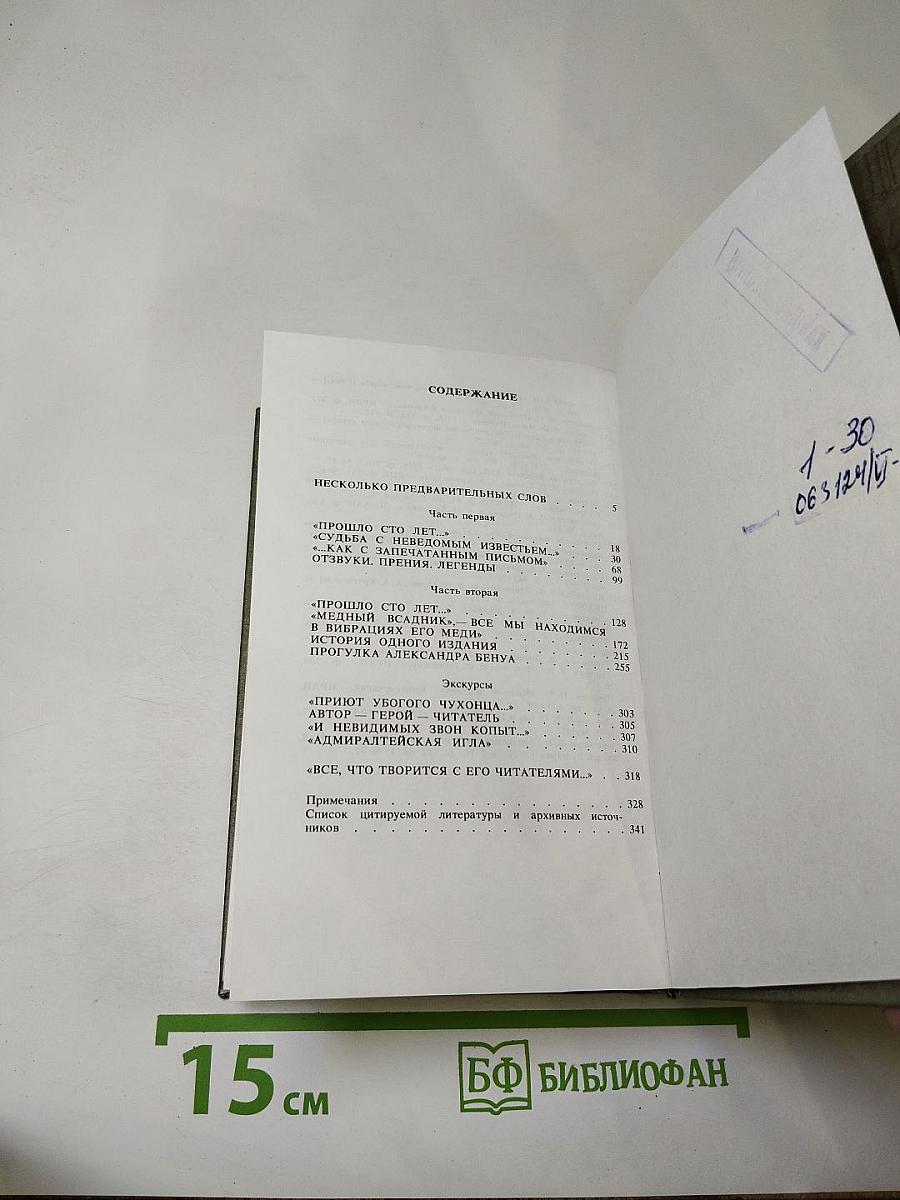 СОДЕРЖАНИЕ
НЕСКОЛЬКО ПРЕДВАРИТЕЛЬНЫХ СЛОВ . . . . 5
Часть первая
«ПРОШЛО СТО ЛЕТ...» . . . . . . . . . . 18
«СУДЬБА С НЕВЕДОМЫМ ИЗВЕСТЬЕМ...» . . . 30
«...КАК С ЗАПЕЧАТАННЫМ ПИСЬМОМ» . . . . 68
ОТЗВУКИ. ПРЕНИЯ. ЛЕГЕНДЫ . . . . . . . 99
Часть вторая
«ПРОШЛО СТО ЛЕТ...» . . . . . . . . . . 128
«МЕДНЫЙ ВСАДНИК»,— ВСЕ МЫ НАХОДИМСЯ
В ВИБРАЦИЯХ ЕГО МЕДИ» . . . . . . . . 172
ИСТОРИЯ ОДНОГО ИЗДАНИЯ . . . . . . . 215
ПРОГУЛКА АЛЕКСАНДРА БЕНУА . . . . . . 255
Экскурсы
«ПРИЮТ УБОГОГО ЧУХОНЦА...» . . . . . . . 303
АВТОР — ГЕРОЙ — ЧИТАТЕЛЬ . . . . . . . . 305
«И НЕВИДИМЫХ ЗВОН КОПЫТ...» . . . . . . 307
«АДМИРАЛТЕЙСКАЯ ИГЛА» . . . . . . . . 310
«ВСЕ, ЧТО ТВОРИТСЯ С ЕГО ЧИТАТЕЛЯМИ...» . . 318
Примечания . . . . . . . . . . . . . . . . 328
Список цитируемой литературы и архивных источ-
ников . . . . . . . . . . . . . . . . . . 341
1-30
063124/VI-
15 см
БФ БИБЛИОФАН